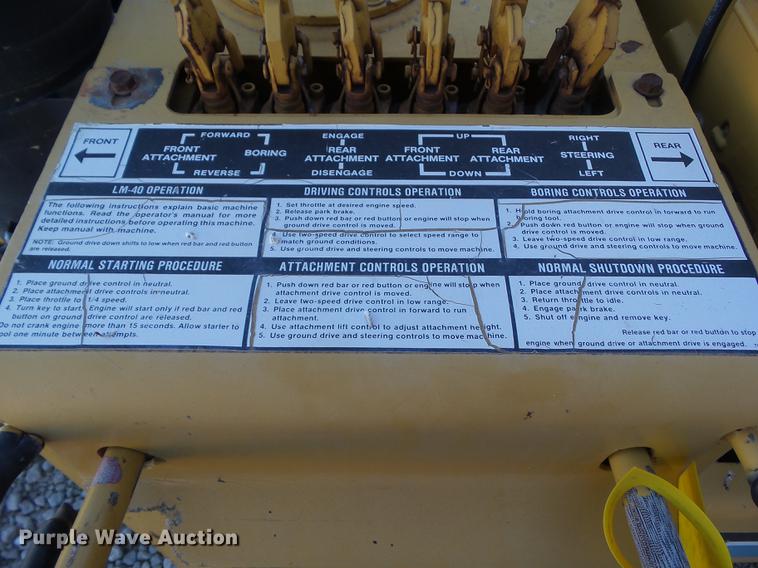 FRONT
FORWARD
FRONT ATTACHMENT
BORING
REVERSE
ENGAGE
REAR ATTACHMENT
DISENGAGE
UP
FRONT ATTACHMENT
REAR ATTACHMENT
DOWN
RIGHT
STEERING
LEFT
REAR
LM-40 OPERATION
The following instructions explain basic machine
functions. Read the operator's manual for more
detailed instructions before operating this machine.
Keep manual with machine.
NOTE: Ground drive down shifts to low when red bar and red button
are released.
DRIVING CONTROLS OPERATION
1. Set throttle at desired engine speed.
2. Release park brake.
3. Push down red bar or red button or engine will stop when
ground drive control is moved.
4. Use two-speed drive control to select speed range to
match ground conditions.
5. Use ground drive and steering controls to move machine.
BORING CONTROLS OPERATION
1. Hold boring attachment drive control in forward to run
boring tool.
2. Push down red button or engine will stop when ground
drive control is moved.
3. Leave two-speed drive control in low range.
4. Use ground drive and steering controls to move machine.
NORMAL STARTING PROCEDURE
1. Place ground drive control in neutral.
2. Place attachment drive controls in neutral.
3. Place throttle to 1/4 speed.
4. Turn key to start. Engine will start only if red bar and red
button on ground drive control are released.
Do not crank engine more than 15 seconds. Allow starter to
cool one minute between attempts.
ATTACHMENT CONTROLS OPERATION
1. Push down red bar or red button or engine will stop when
attachment drive control is moved.
2. Leave two-speed drive control in low range.
3. Place attachment drive control in forward to run
attachment.
4. Use attachment lift control to adjust attachment height.
5. Use ground drive and steering controls to move machine.
NORMAL SHUTDOWN PROCEDURE
1. Place ground drive control in neutral.
2. Place attachment drive controls in neutral.
3. Return throttle to idle.
4. Engage park brake.
5. Shut off engine and remove key.
Release red bar or red button to stop
engine when ground drive or attachment drive is engaged.
Purple Wave Auction